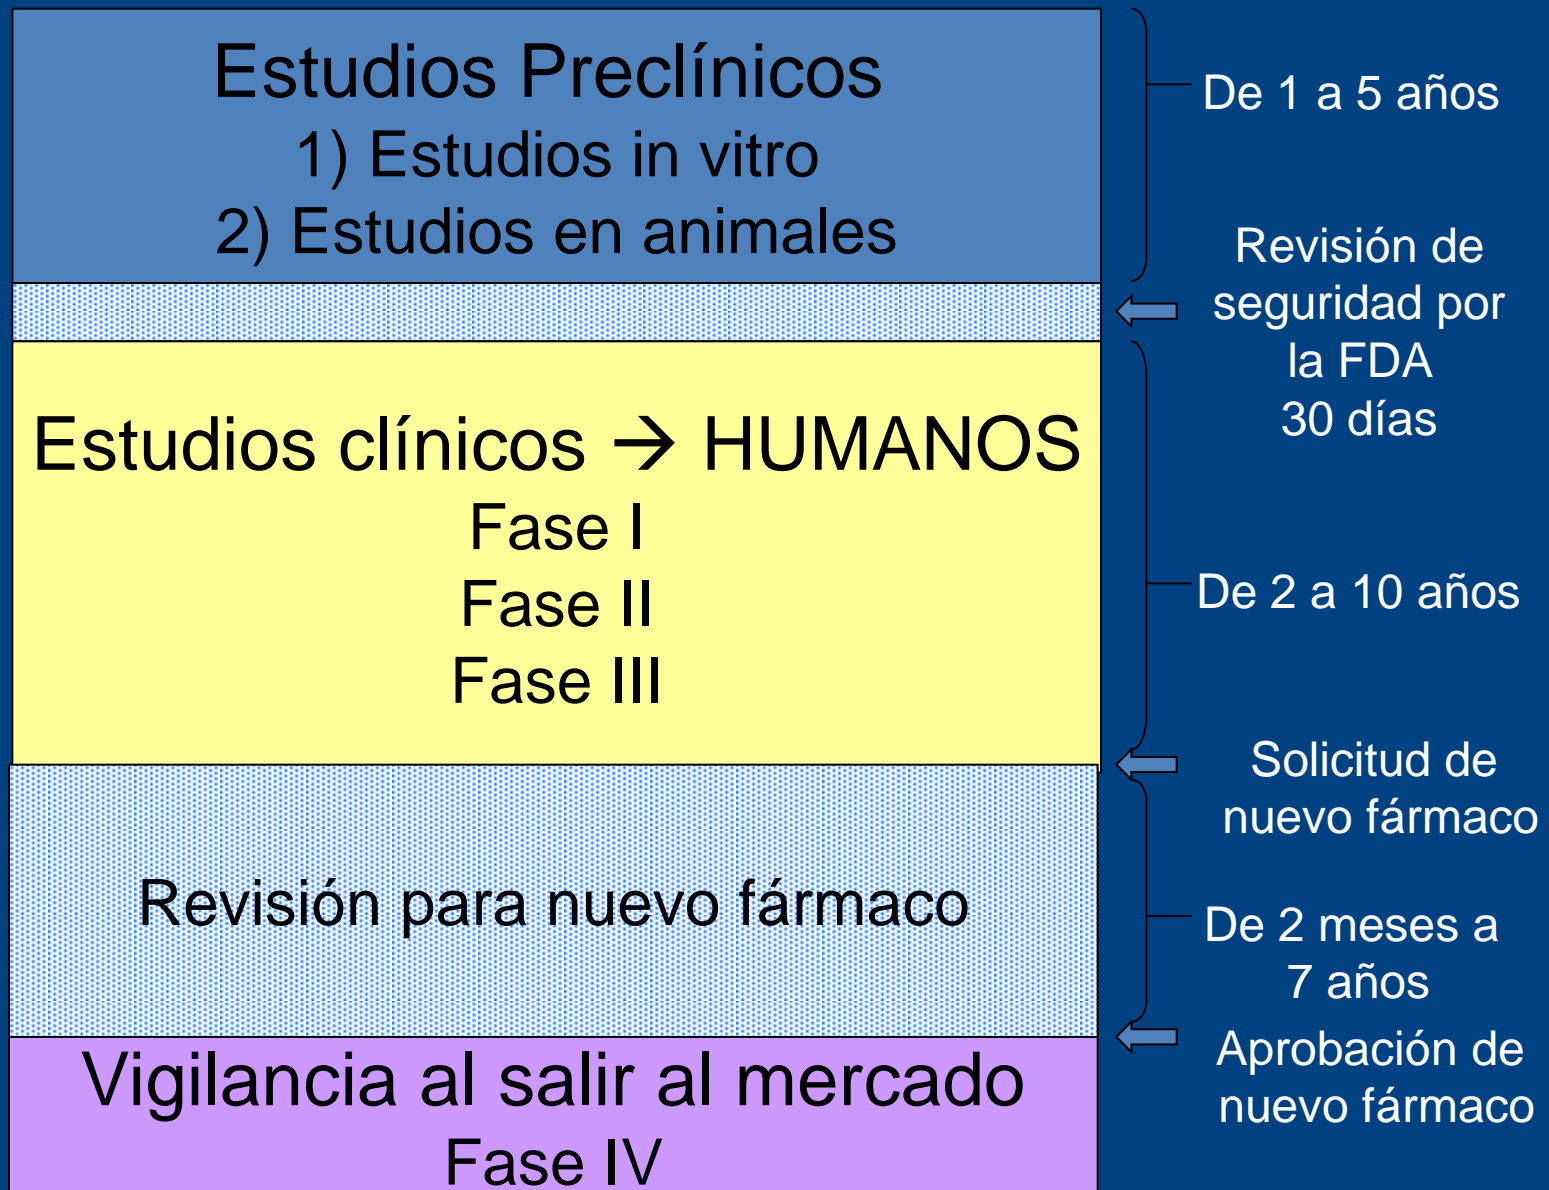 Estudios Preclínicos
1) Estudios in vitro
2) Estudios en animales
De 1 a 5 años
Revisión de
seguridad por
la FDA
30 días
Estudios clínicos → HUMANOS
Fase I
Fase II
Fase III
De 2 a 10 años
Solicitud de
nuevo fármaco
Revisión para nuevo fármaco
De 2 meses a
7 años
Aprobación de
nuevo fármaco
Vigilancia al salir al mercado
Fase IV